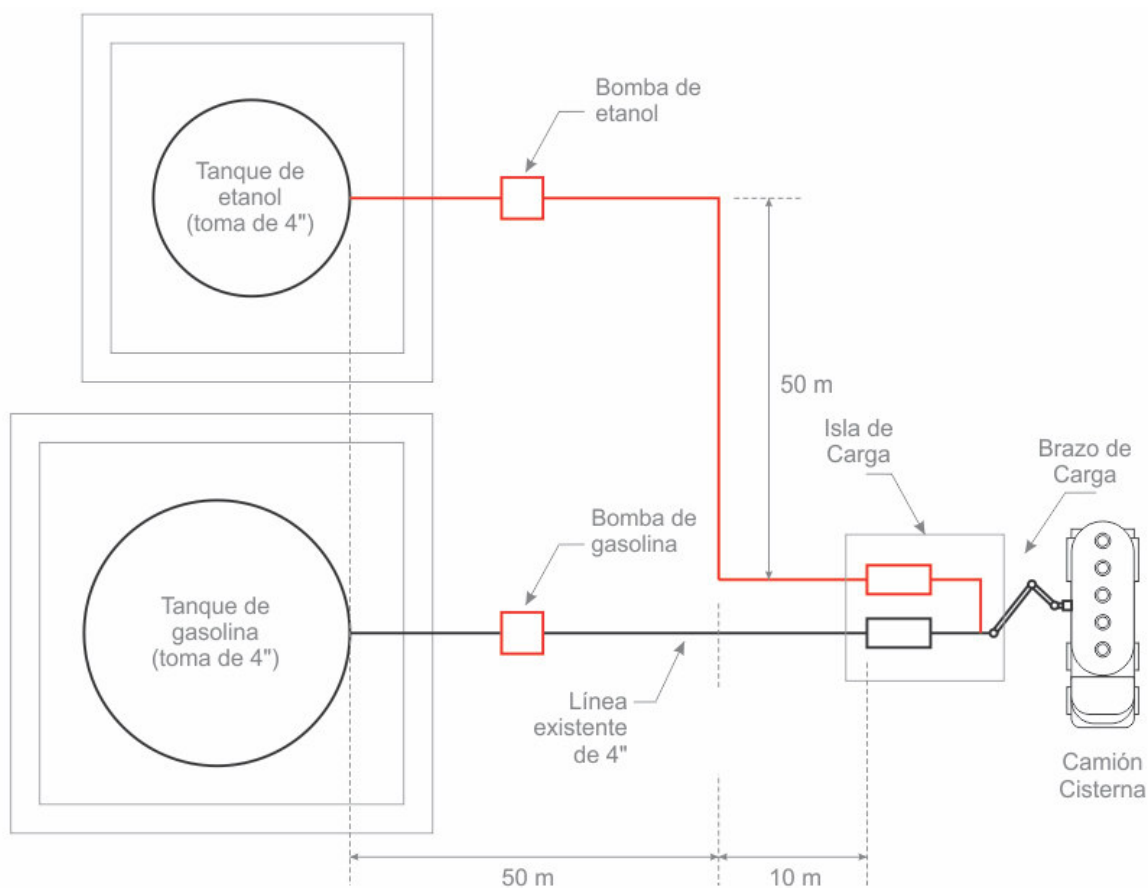 Bomba de
etanol
Tanque de
etanol
(toma de 4")
50 m
Isla de
Carga
Brazo de
Carga
Bomba de
gasolina
Tanque de
gasolina
(toma de 4")
Línea
existente
de 4"
Camión
Cisterna
50 m
10 m